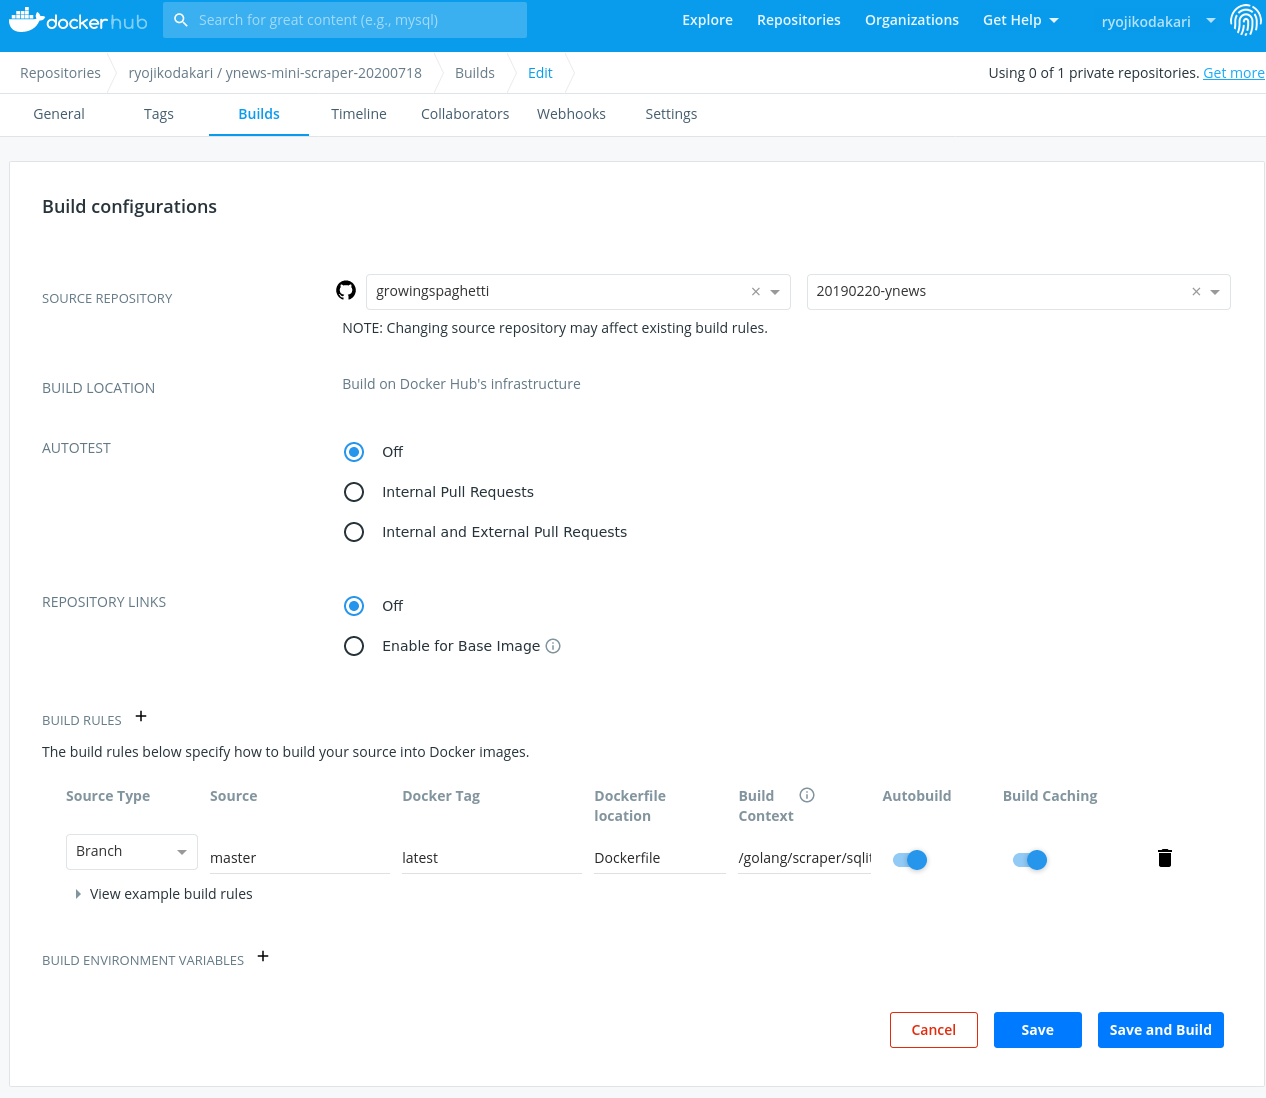 dockerhub Search for great content (e.g., mysql) Explore Repositories Organizations Get Help ryojikodakari
Repositories ryojikodakari / ynews-mini-scraper-20200718 Builds Edit Using 0 of 1 private repositories. Get more
General Tags Builds Timeline Collaborators Webhooks Settings
Build configurations
SOURCE REPOSITORY growingspaghetti × 20190220-ynews ×
NOTE: Changing source repository may affect existing build rules.
BUILD LOCATION Build on Docker Hub's infrastructure
AUTOTEST Off
Internal Pull Requests
Internal and External Pull Requests
REPOSITORY LINKS Off
Enable for Base Image
BUILD RULES +
The build rules below specify how to build your source into Docker images.
Source Type Source Docker Tag Dockerfile location Build Context Autobuild Build Caching
Branch master latest Dockerfile /golang/scraper/sqlit
View example build rules
BUILD ENVIRONMENT VARIABLES +
Cancel Save Save and Build